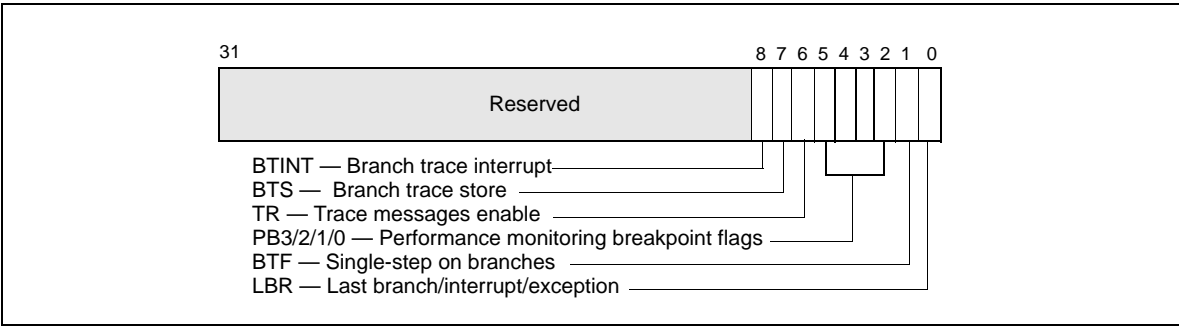 31 8 7 6 5 4 3 2 1 0
Reserved
BTINT — Branch trace interrupt
BTS — Branch trace store
TR — Trace messages enable
PB3/2/1/0 — Performance monitoring breakpoint flags
BTF — Single-step on branches
LBR — Last branch/interrupt/exception